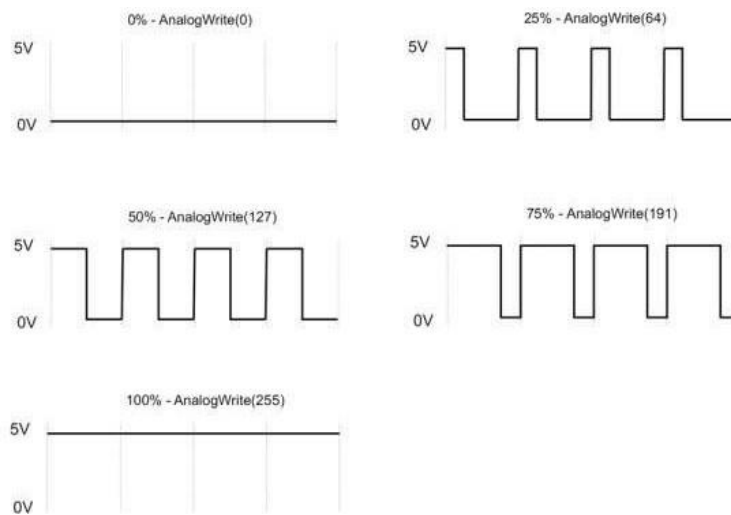 0% - AnalogWrite(0)
5V
0V
25% - AnalogWrite(64)
5V
0V
50% - AnalogWrite(127)
5V
0V
75% - AnalogWrite(191)
5V
0V
100% - AnalogWrite(255)
5V
0V